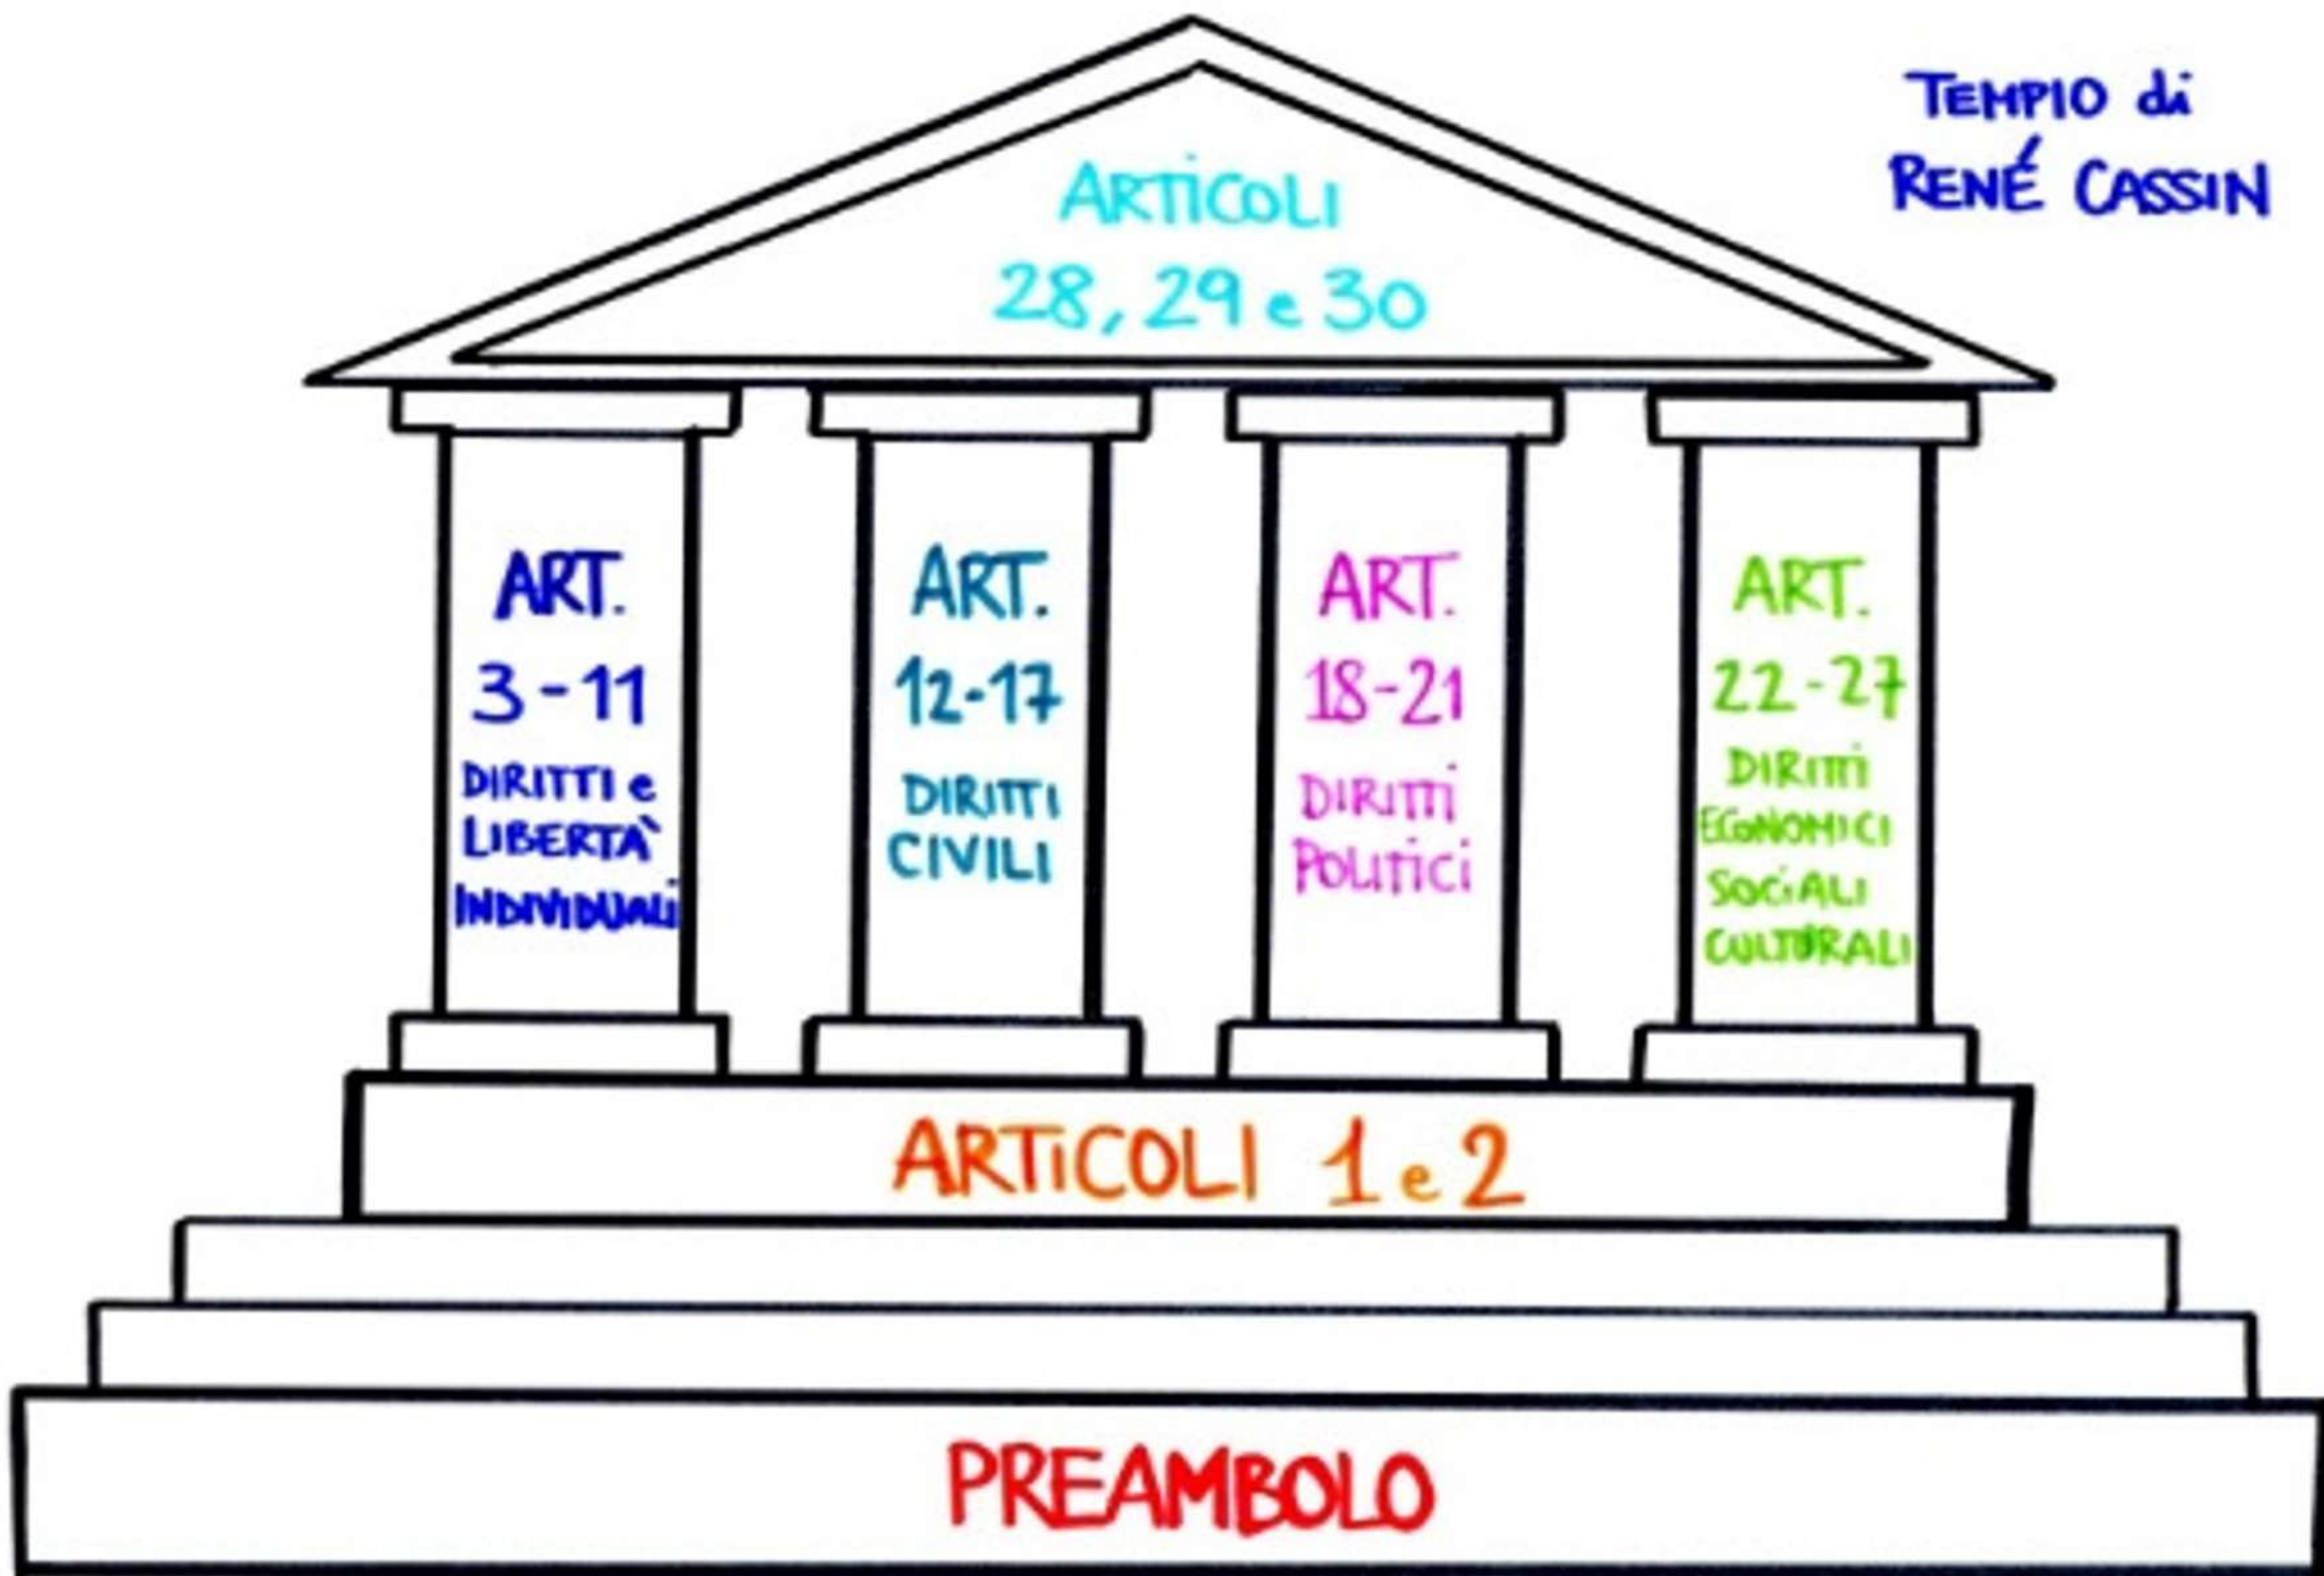 TEMPIO di
RENÉ CASSIN
ARTICOLI
28, 29 e 30
ART.
3-11
DIRITTI e
LIBERTÀ
INDIVIDUALI
ART.
12-17
DIRITTI
CIVILI
ART.
18-21
DIRITTI
POLITICI
ART.
22-27
DIRITTI
ECONOMICI
SOCIALI
CULTURALI
ARTICOLI 1 e 2
PREAMBOLO